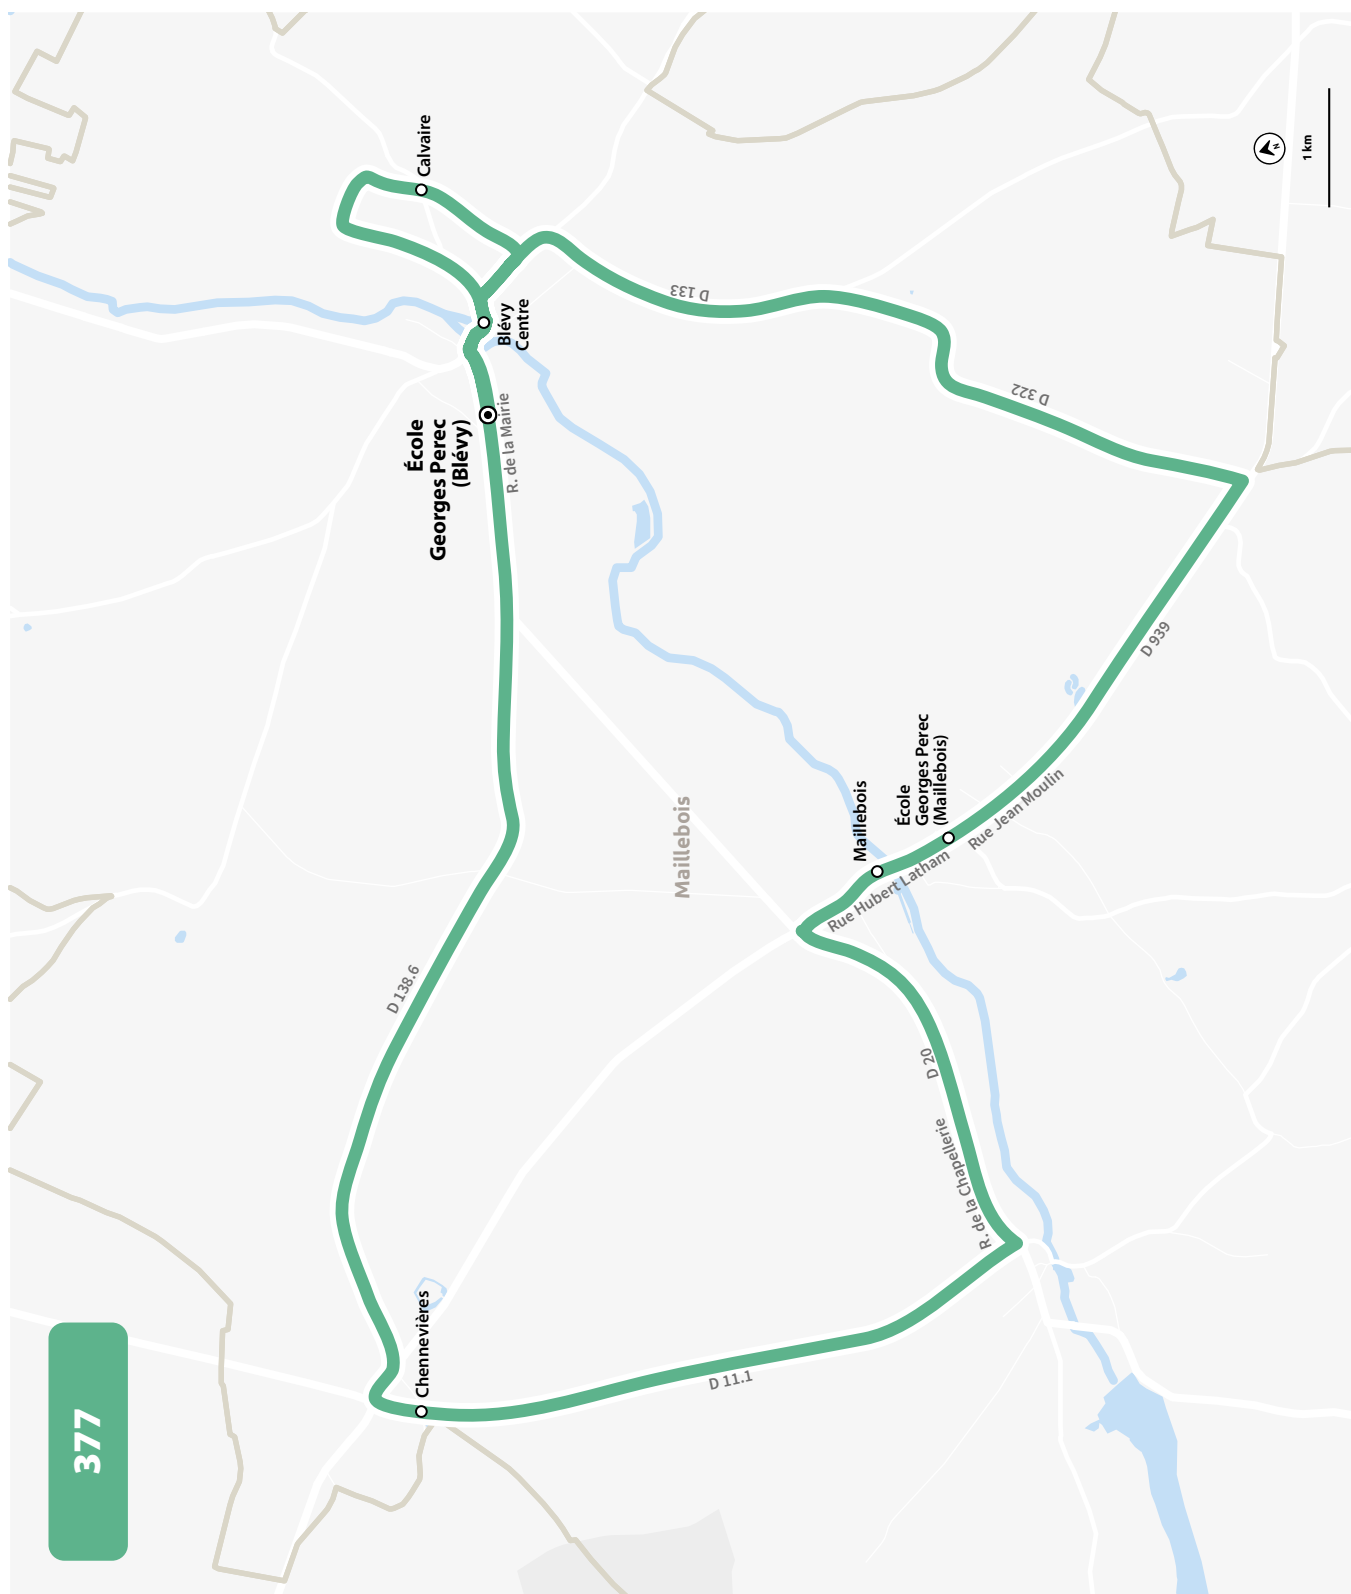 377
Calvaire
Blévy
Centre
École
Georges Perec
(Blévy)
R. de la Mairie
D 133
D 322
D 939
Rue Jean Moulin
École
Georges Perec
(Maillebois)
Maillebois
Rue Hubert Latham
Maillebois
D 20
R. de la Chapellerie
D 11.1
Chennevières
D 138.6
N
1 km